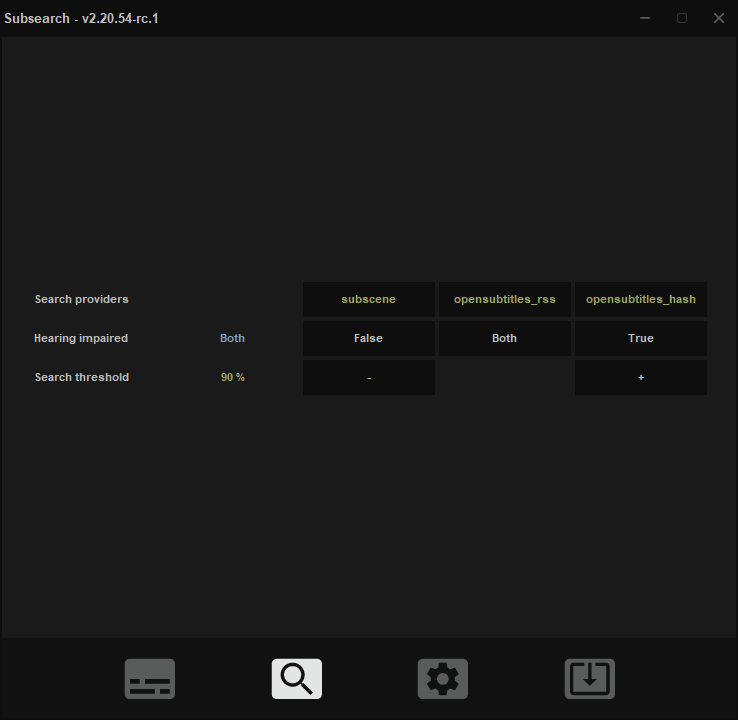 Subsearch - v2.20.54-rc.1
Search providers subscene opensubtitles_rss opensubtitles_hash
Hearing impaired Both False Both True
Search threshold 90 % - +